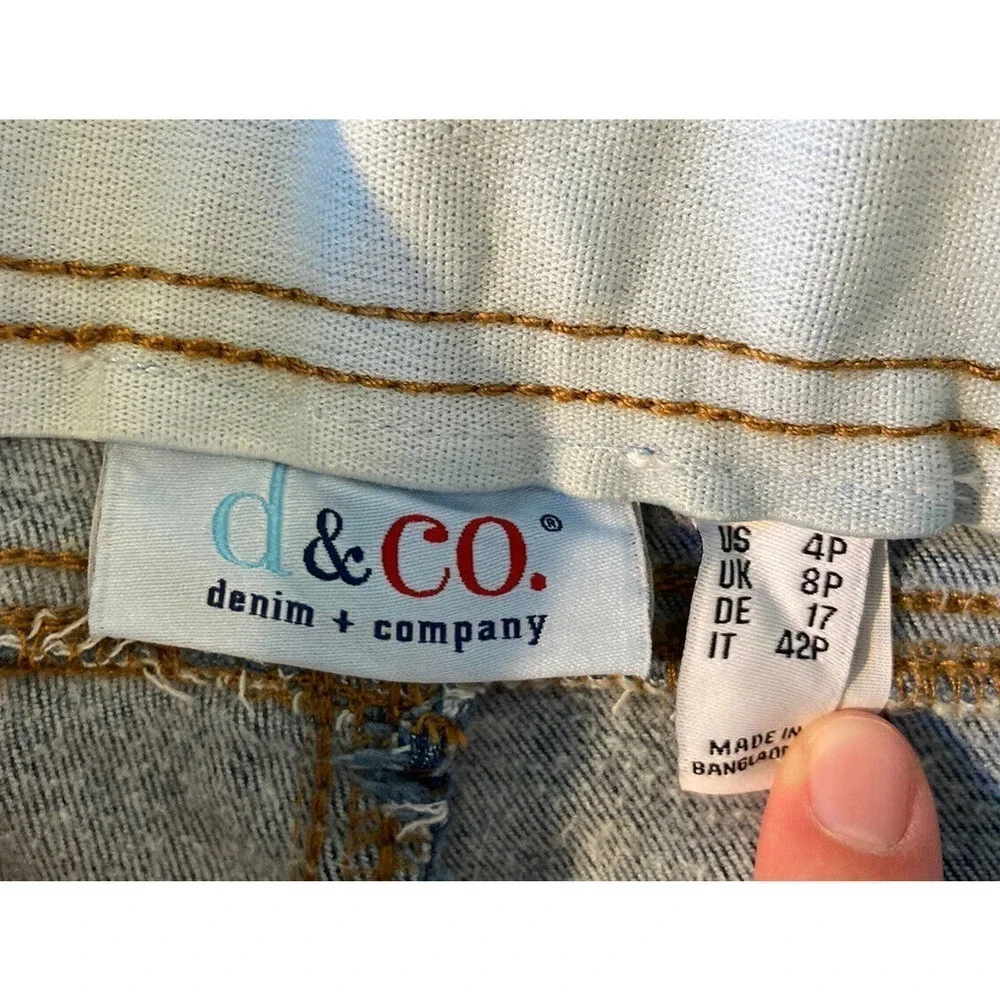 d&co.®
denim + company
US 4P
UK 8P
DE 17
IT 42P
MADE IN